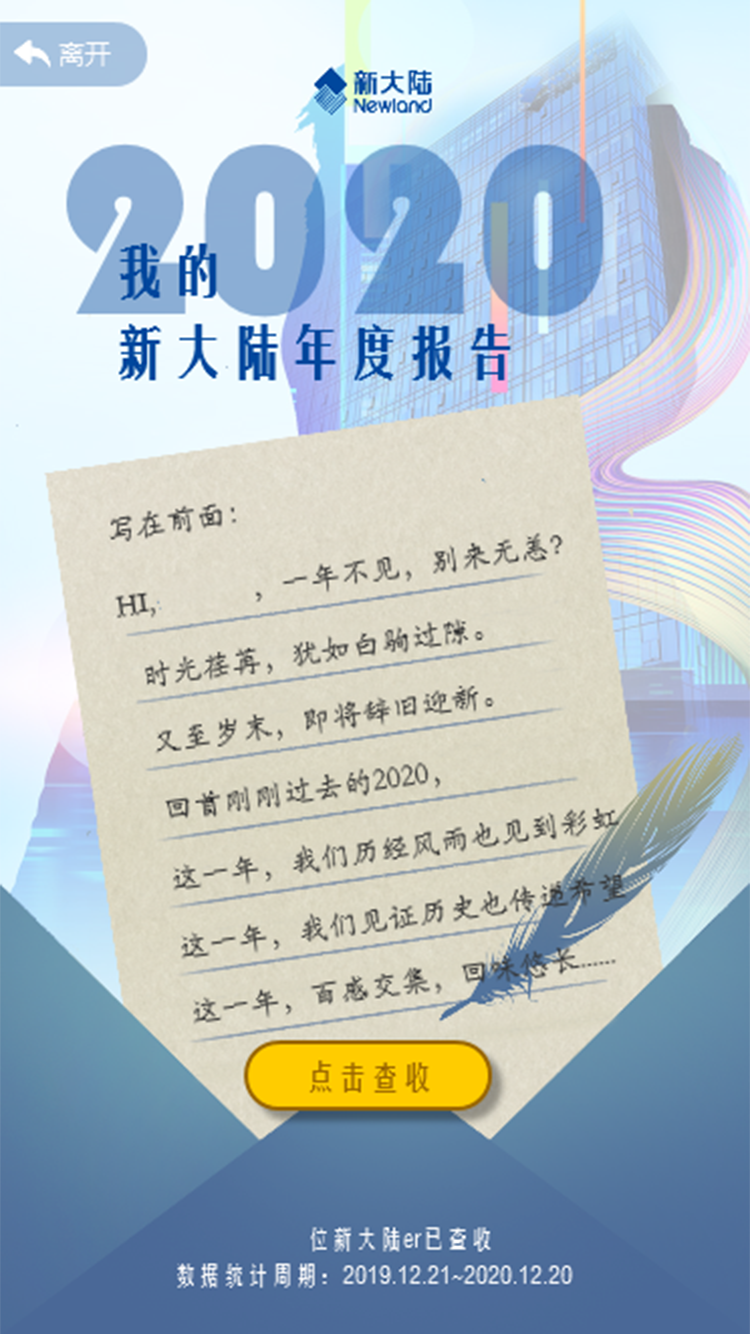 离开
新大陆
Newland
2020
我的
新大陆年度报告
写在前面：
HI, ，一年不见，别来无恙？
时光荏苒，犹如白驹过隙。
又至岁末，即将辞旧迎新。
回首刚刚过去的2020，
这一年，我们历经风雨也见到彩虹
这一年，我们见证历史也传递希望
这一年，百感交集，回味悠长……
点击查收
位新大陆er已查收
数据统计周期：2019.12.21~2020.12.20